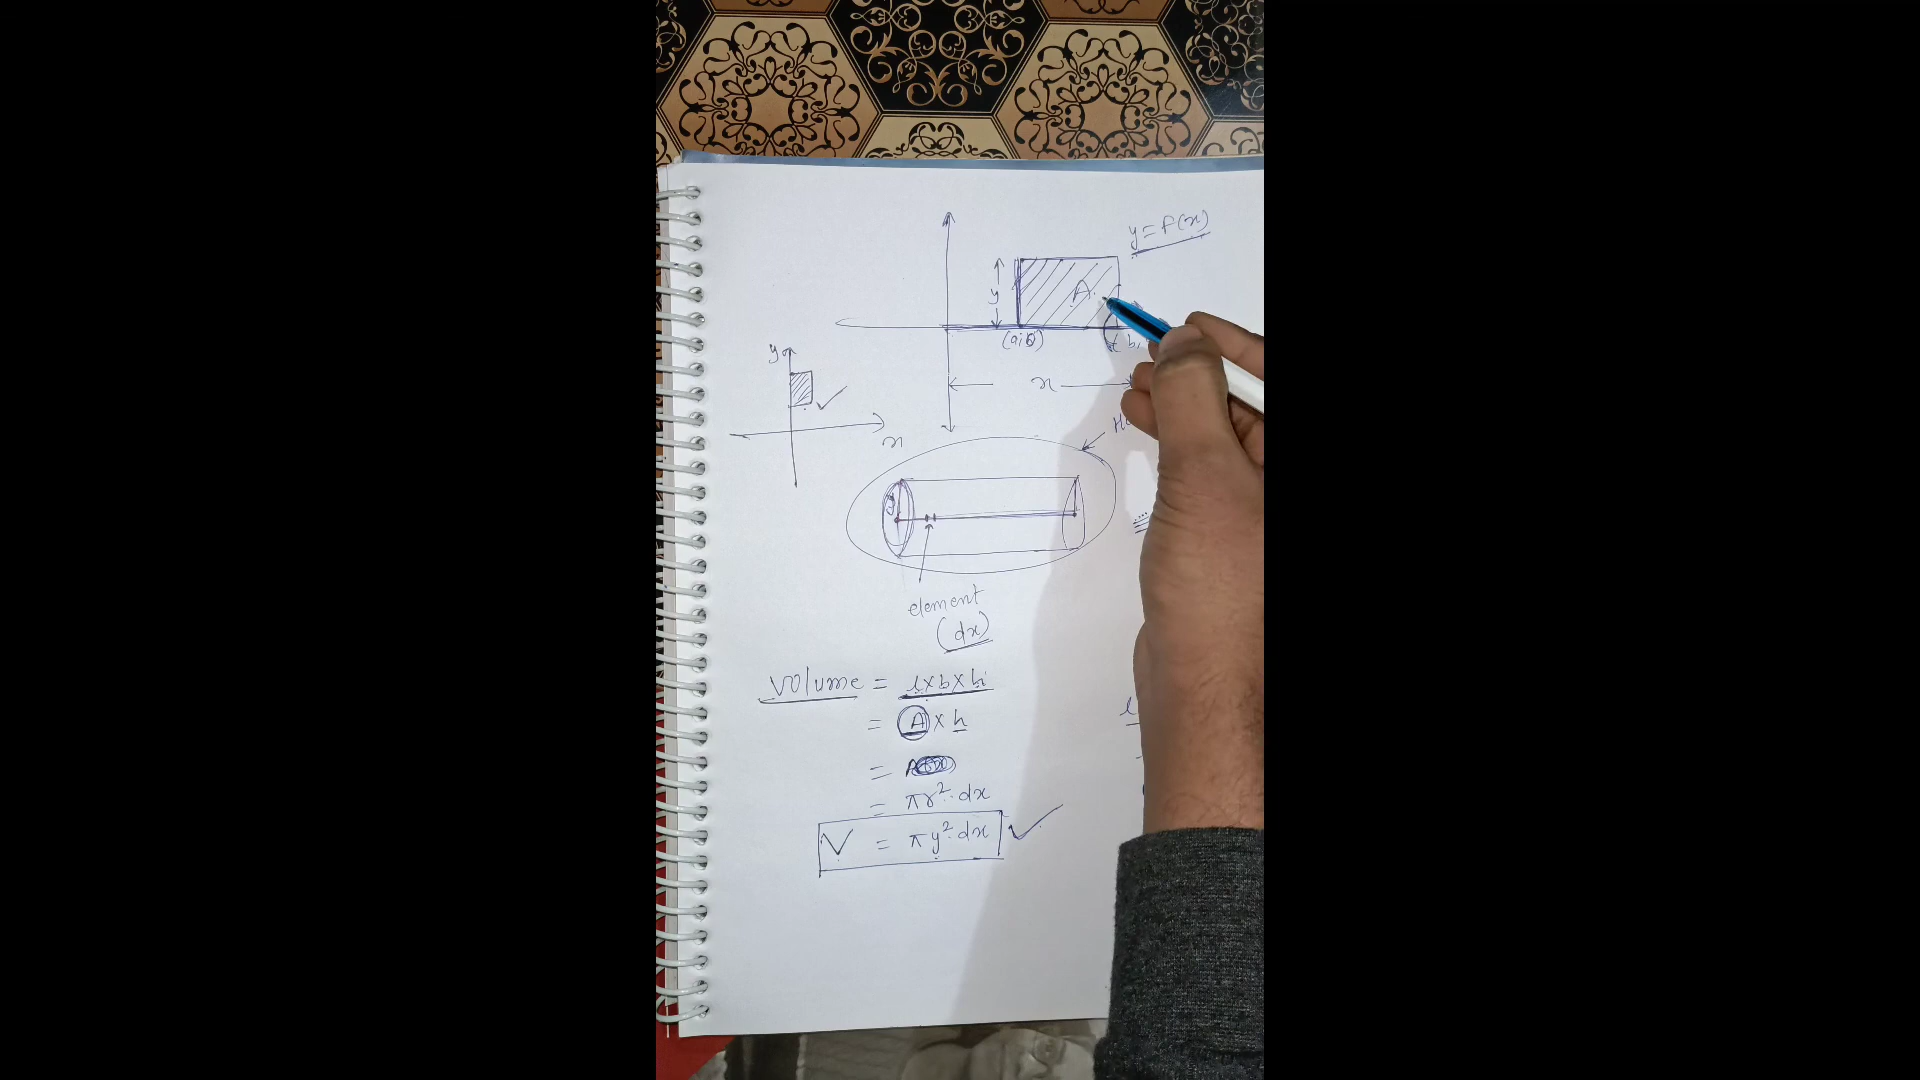 y = f(x)
A
y
(a,0)
b,
x
y
x
y
element
(dx)
Volume = l×b×h
= A × h
= πr². dx
V = πy². dx